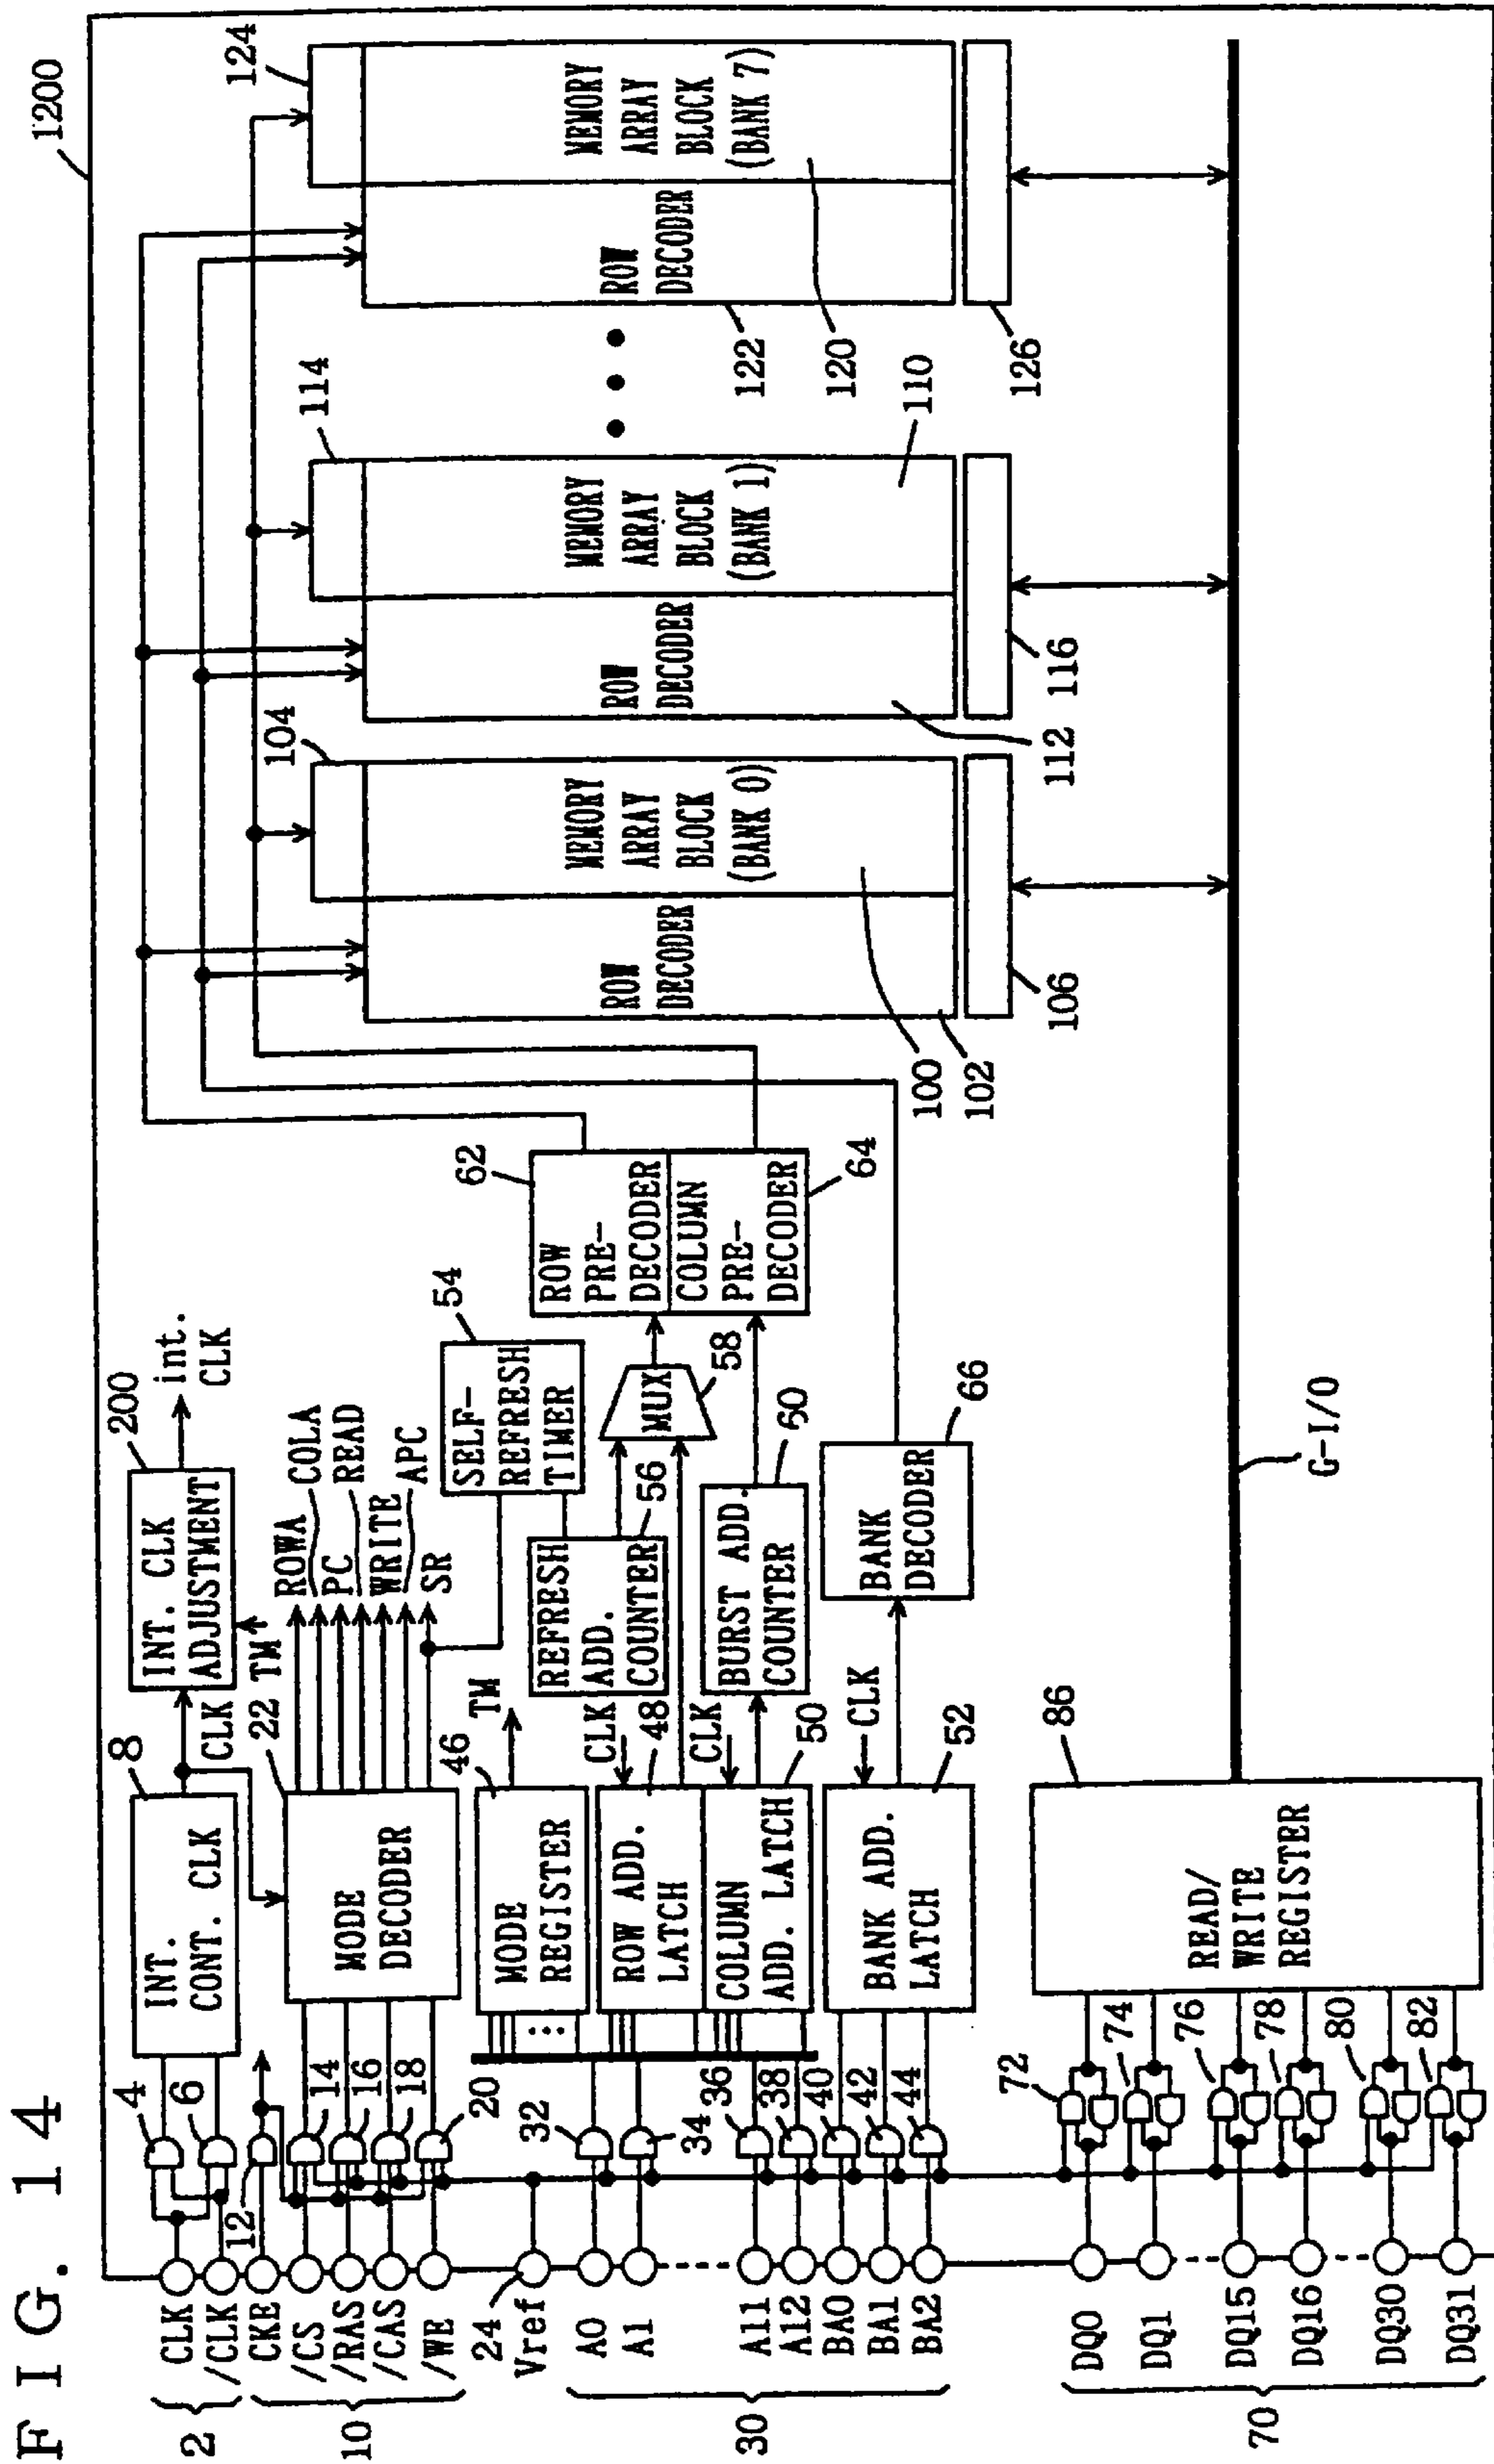 FIG. 14
1200
2
CLK
/CLK
4
6
8
INT.
CONT. CLK
CLK
200
INT. CLK
ADJUSTMENT
TM
int.
CLK
10
CKE
/CS
/RAS
/CAS
/WE
12
14
16
18
20
22
MODE
DECODER
ROWA
COLA
PC
READ
WRITE
APC
SR
24
Vref
46
MODE
REGISTER
TM
54
SELF-
REFRESH
TIMER
REFRESH
ADD.
COUNTER
56
30
A0
A1
A11
A12
BA0
BA1
BA2
32
34
36
38
40
42
44
ROW ADD.
LATCH
CLK
48
COLUMN
ADD. LATCH
CLK
50
BANK ADD.
LATCH
CLK
52
MUX
58
BURST ADD.
COUNTER
60
BANK
DECODER
66
62
ROW
PRE-
DECODER
COLUMN
PRE-
DECODER
64
104
ROW
DECODER
MEMORY
ARRAY
BLOCK
(BANK 0)
100
102
106
114
ROW
DECODER
MEMORY
ARRAY
BLOCK
(BANK 1)
110
112
116
124
ROW
DECODER
MEMORY
ARRAY
BLOCK
(BANK 7)
122
120
126
70
DQ0
DQ1
DQ15
DQ16
DQ30
DQ31
72
74
76
78
80
82
86
READ/
WRITE
REGISTER
G-I/O